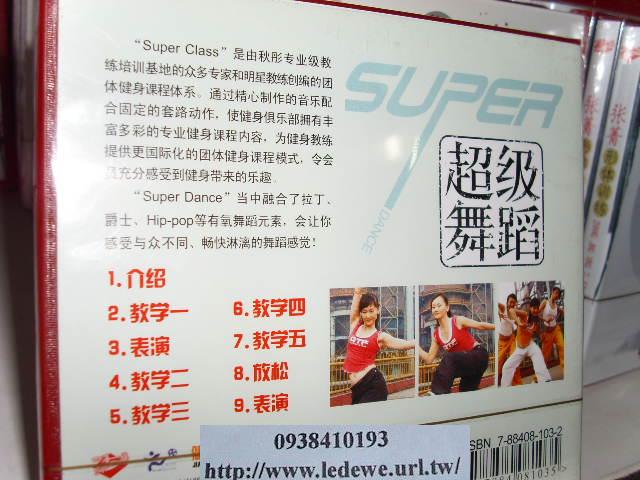 “Super Class”是由秋彤专业级教
练培训基地的众多专家和明星教练创编的团
体健身课程体系。通过精心制作的音乐配
合固定的套路动作，使健身俱乐部拥有丰
富多彩的专业健身课程内容，为健身教练
提供更国际化的团体健身课程模式，令会
员充分感受到健身带来的乐趣。
“Super Dance”当中融合了拉丁、
爵士、Hip-pop等有氧舞蹈元素，会让你
感受与众不同、畅快淋漓的舞蹈感觉！
SUPER
DANCE
超级
舞蹈
1.介绍
2.教学一
3.表演
4.教学二
5.教学三
6.教学四
7.教学五
8.放松
9.表演
ISBN 7-88408-103-2
0938410193
http://www.ledewe.url.tw/
张菁
张菁